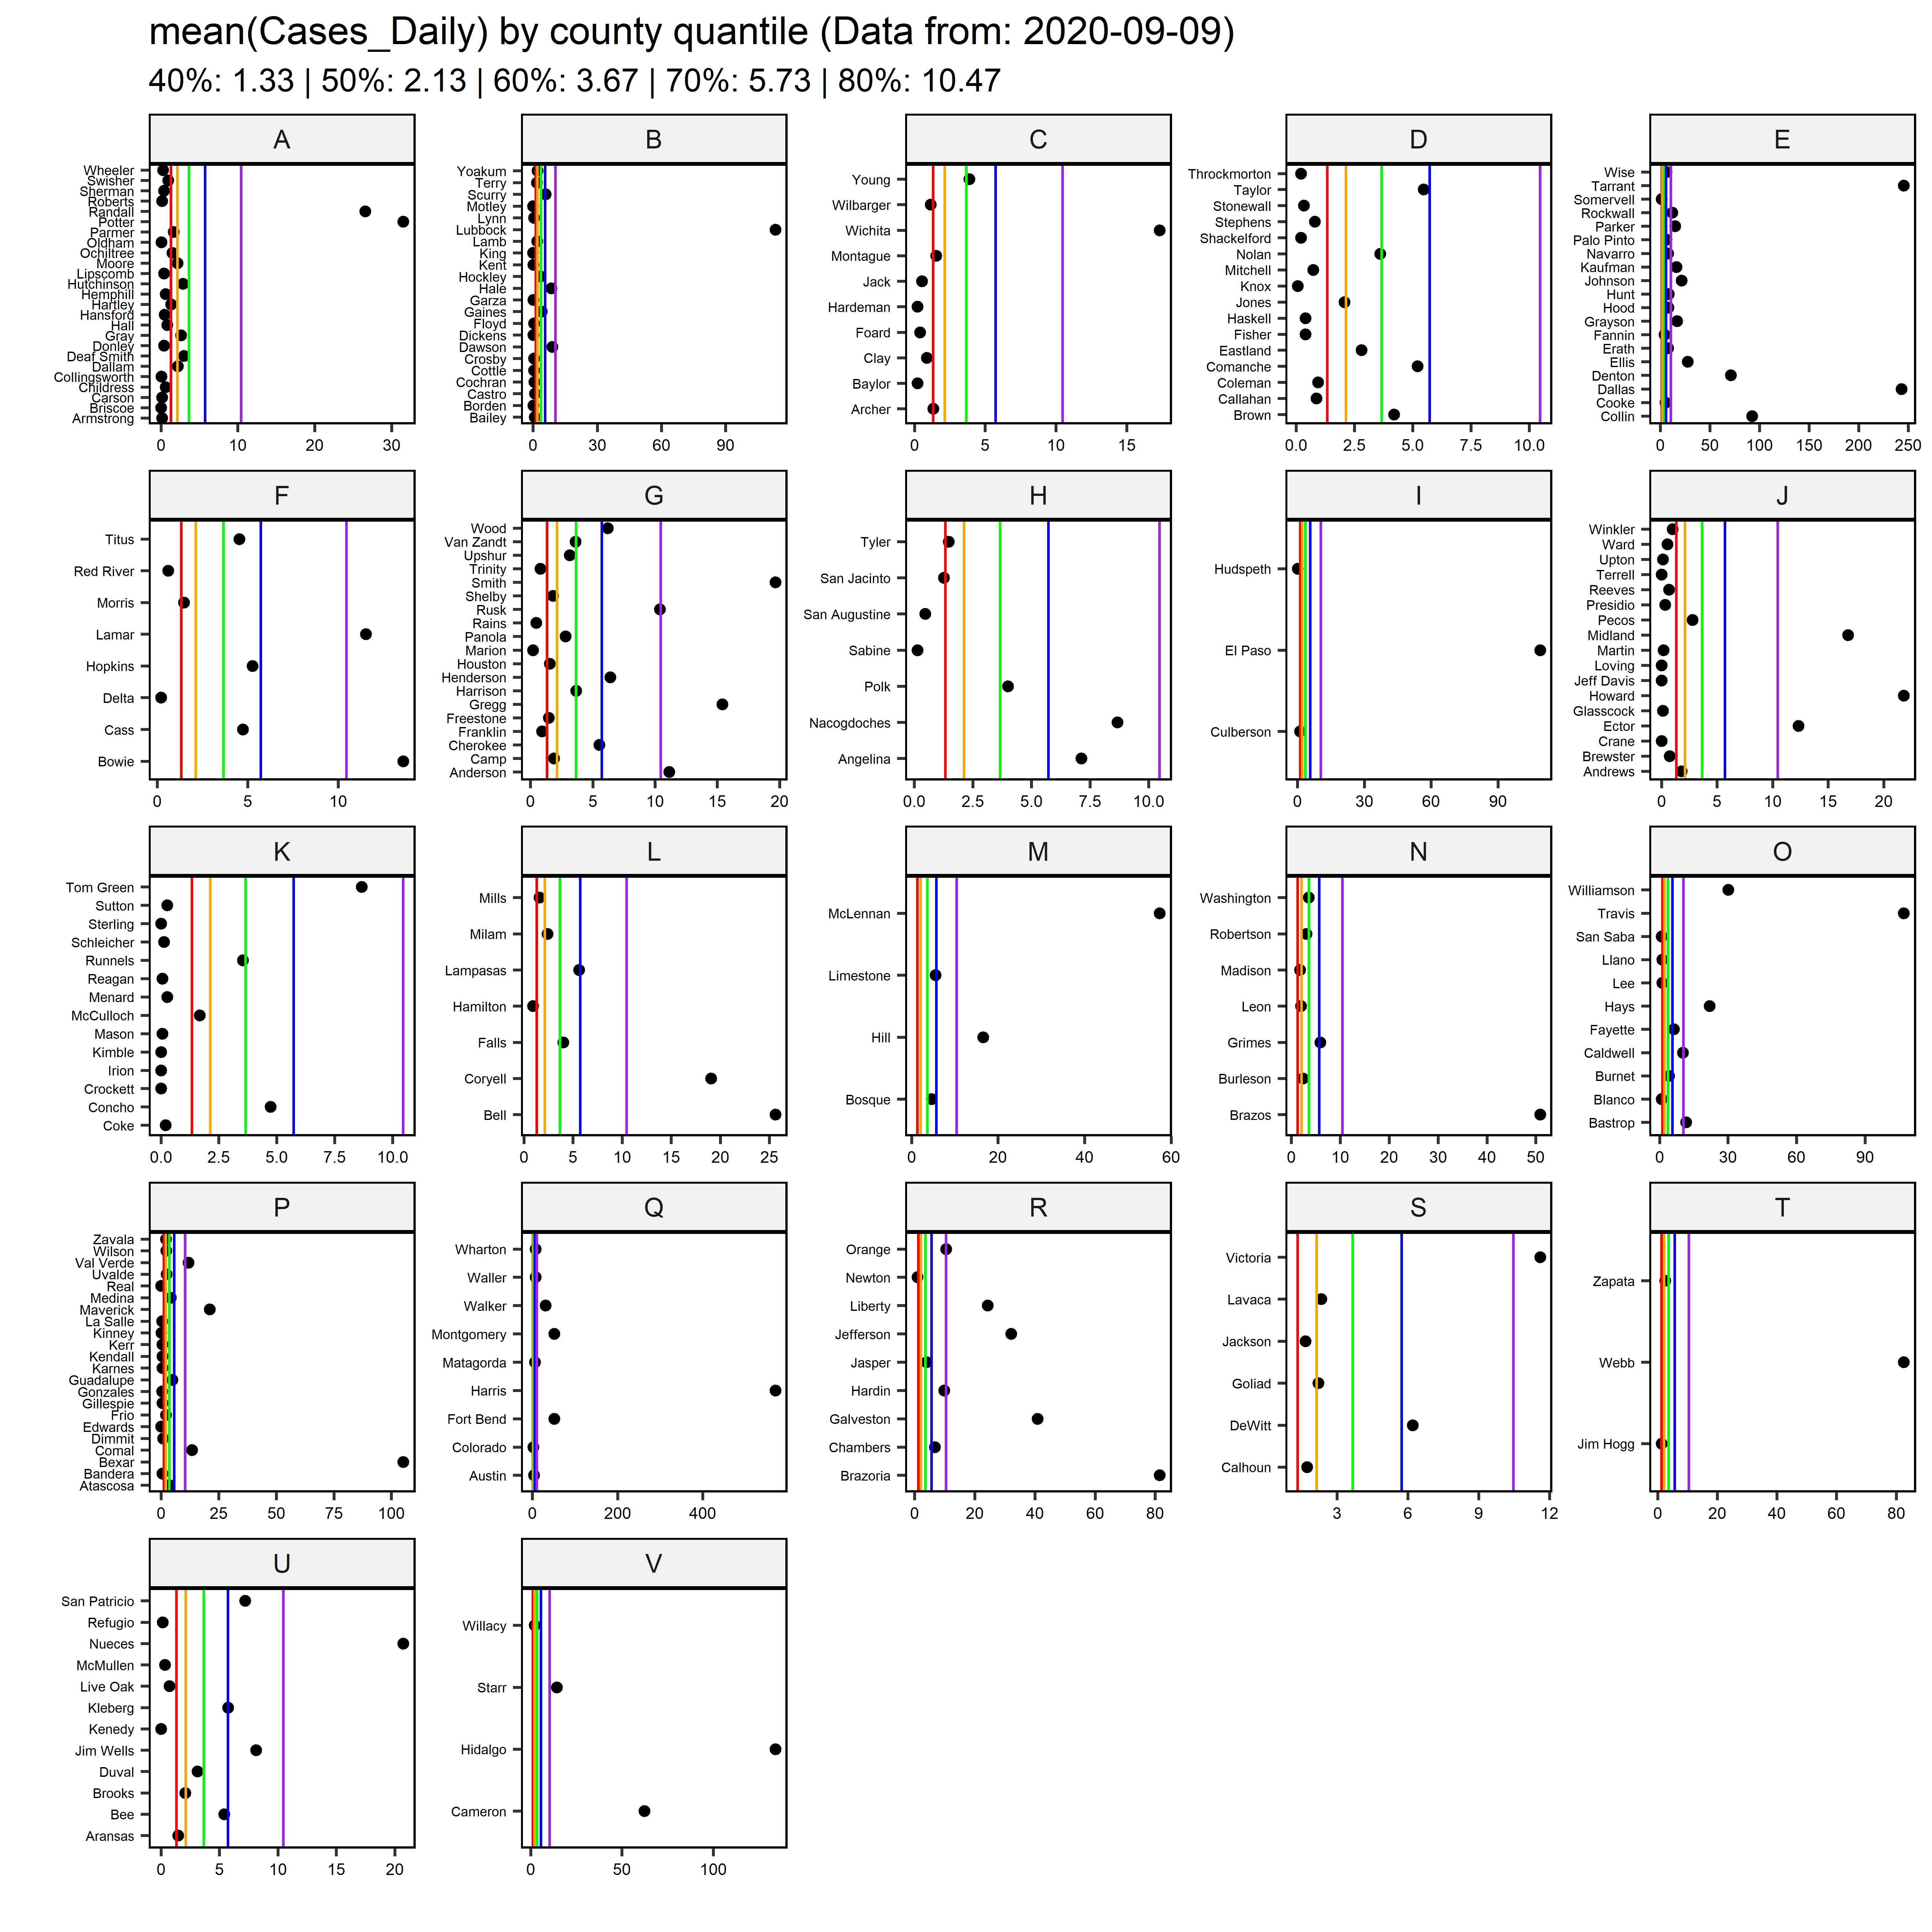 mean(Cases_Daily) by county quantile (Data from: 2020-09-09)
40%: 1.33 | 50%: 2.13 | 60%: 3.67 | 70%: 5.73 | 80%: 10.47
A
Wheeler
Swisher
Sherman
Roberts
Randall
Potter
Parmer
Oldham
Ochiltree
Moore
Lipscomb
Hutchinson
Hemphill
Hartley
Hansford
Hall
Gray
Donley
Deaf Smith
Dallam
Collingsworth
Childress
Carson
Briscoe
Armstrong
0 10 20 30
B
Yoakum
Terry
Scurry
Motley
Lynn
Lubbock
Lamb
King
Kent
Hockley
Hale
Garza
Gaines
Floyd
Dickens
Dawson
Crosby
Cottle
Cochran
Castro
Borden
Bailey
0 30 60 90
C
Young
Wilbarger
Wichita
Montague
Jack
Hardeman
Foard
Clay
Baylor
Archer
0 5 10 15
D
Throckmorton
Taylor
Stonewall
Stephens
Shackelford
Nolan
Mitchell
Knox
Jones
Haskell
Fisher
Eastland
Comanche
Coleman
Callahan
Brown
0.0 2.5 5.0 7.5 10.0
E
Wise
Tarrant
Somervell
Rockwall
Parker
Palo Pinto
Navarro
Kaufman
Johnson
Hunt
Hood
Grayson
Fannin
Erath
Ellis
Denton
Dallas
Cooke
Collin
0 50 100 150 200 250
F
Titus
Red River
Morris
Lamar
Hopkins
Delta
Cass
Bowie
0 5 10
G
Wood
Van Zandt
Upshur
Trinity
Smith
Shelby
Rusk
Rains
Panola
Marion
Houston
Henderson
Harrison
Gregg
Freestone
Franklin
Cherokee
Camp
Anderson
0 5 10 15 20
H
Tyler
San Jacinto
San Augustine
Sabine
Polk
Nacogdoches
Angelina
0.0 2.5 5.0 7.5 10.0
I
Hudspeth
El Paso
Culberson
0 30 60 90
J
Winkler
Ward
Upton
Terrell
Reeves
Presidio
Pecos
Midland
Martin
Loving
Jeff Davis
Howard
Glasscock
Ector
Crane
Brewster
Andrews
0 5 10 15 20
K
Tom Green
Sutton
Sterling
Schleicher
Runnels
Reagan
Menard
McCulloch
Mason
Kimble
Irion
Crockett
Concho
Coke
0.0 2.5 5.0 7.5 10.0
L
Mills
Milam
Lampasas
Hamilton
Falls
Coryell
Bell
0 5 10 15 20 25
M
McLennan
Limestone
Hill
Bosque
0 20 40 60
N
Washington
Robertson
Madison
Leon
Grimes
Burleson
Brazos
0 10 20 30 40 50
O
Williamson
Travis
San Saba
Llano
Lee
Hays
Fayette
Caldwell
Burnet
Blanco
Bastrop
0 30 60 90
P
Zavala
Wilson
Val Verde
Uvalde
Real
Medina
Maverick
La Salle
Kinney
Kerr
Kendall
Karnes
Guadalupe
Gonzales
Gillespie
Frio
Edwards
Dimmit
Comal
Bexar
Bandera
Atascosa
0 25 50 75 100
Q
Wharton
Waller
Walker
Montgomery
Matagorda
Harris
Fort Bend
Colorado
Austin
0 200 400
R
Orange
Newton
Liberty
Jefferson
Jasper
Hardin
Galveston
Chambers
Brazoria
0 20 40 60 80
S
Victoria
Lavaca
Jackson
Goliad
DeWitt
Calhoun
3 6 9 12
T
Zapata
Webb
Jim Hogg
0 20 40 60 80
U
San Patricio
Refugio
Nueces
McMullen
Live Oak
Kleberg
Kenedy
Jim Wells
Duval
Brooks
Bee
Aransas
0 5 10 15 20
V
Willacy
Starr
Hidalgo
Cameron
0 50 100